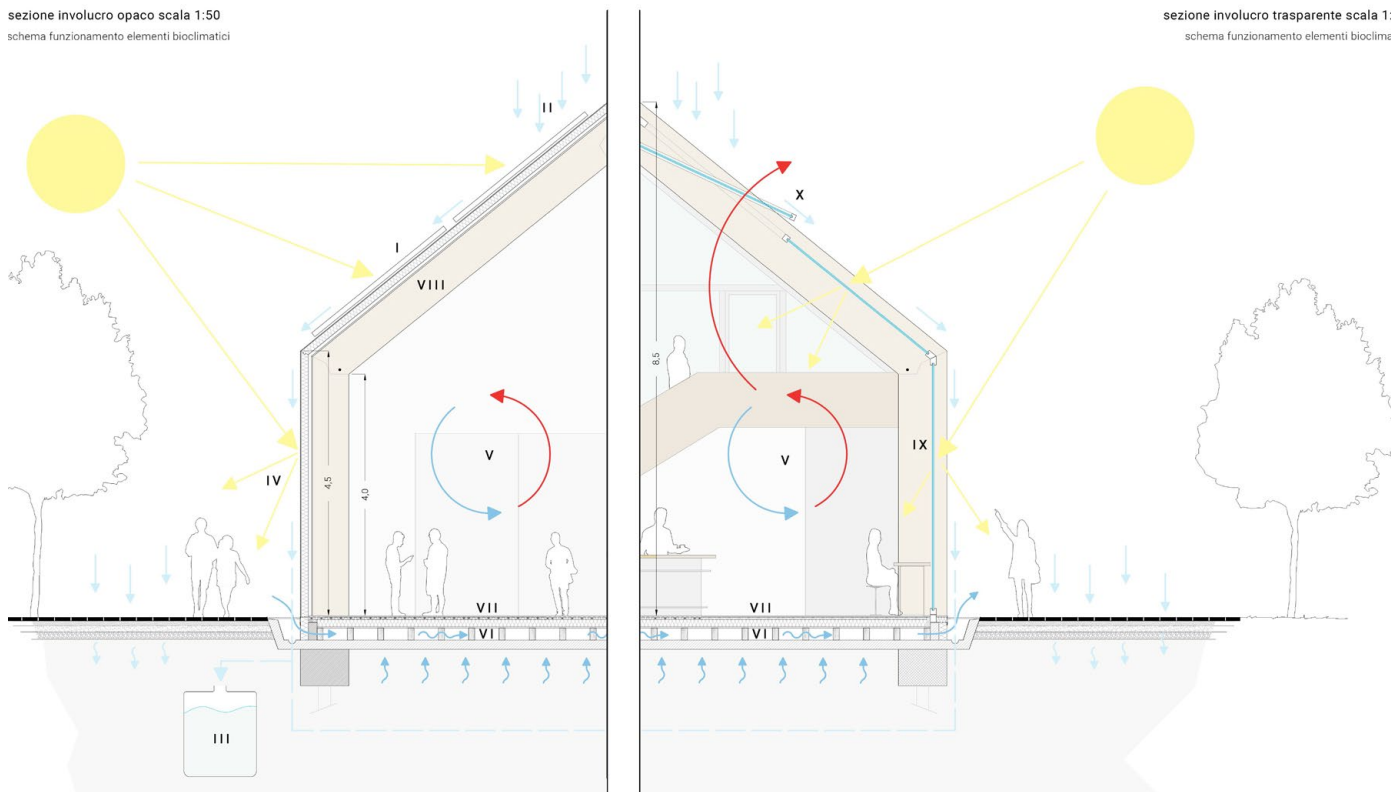 sezione involucro opaco scala 1:50
schema funzionamento elementi bioclimatici
sezione involucro trasparente scala 1:
schema funzionamento elementi bioclima
II
I
VIII
X
8,5
V
V
IX
IV
4,5
4,0
VII
VII
VI
VI
III